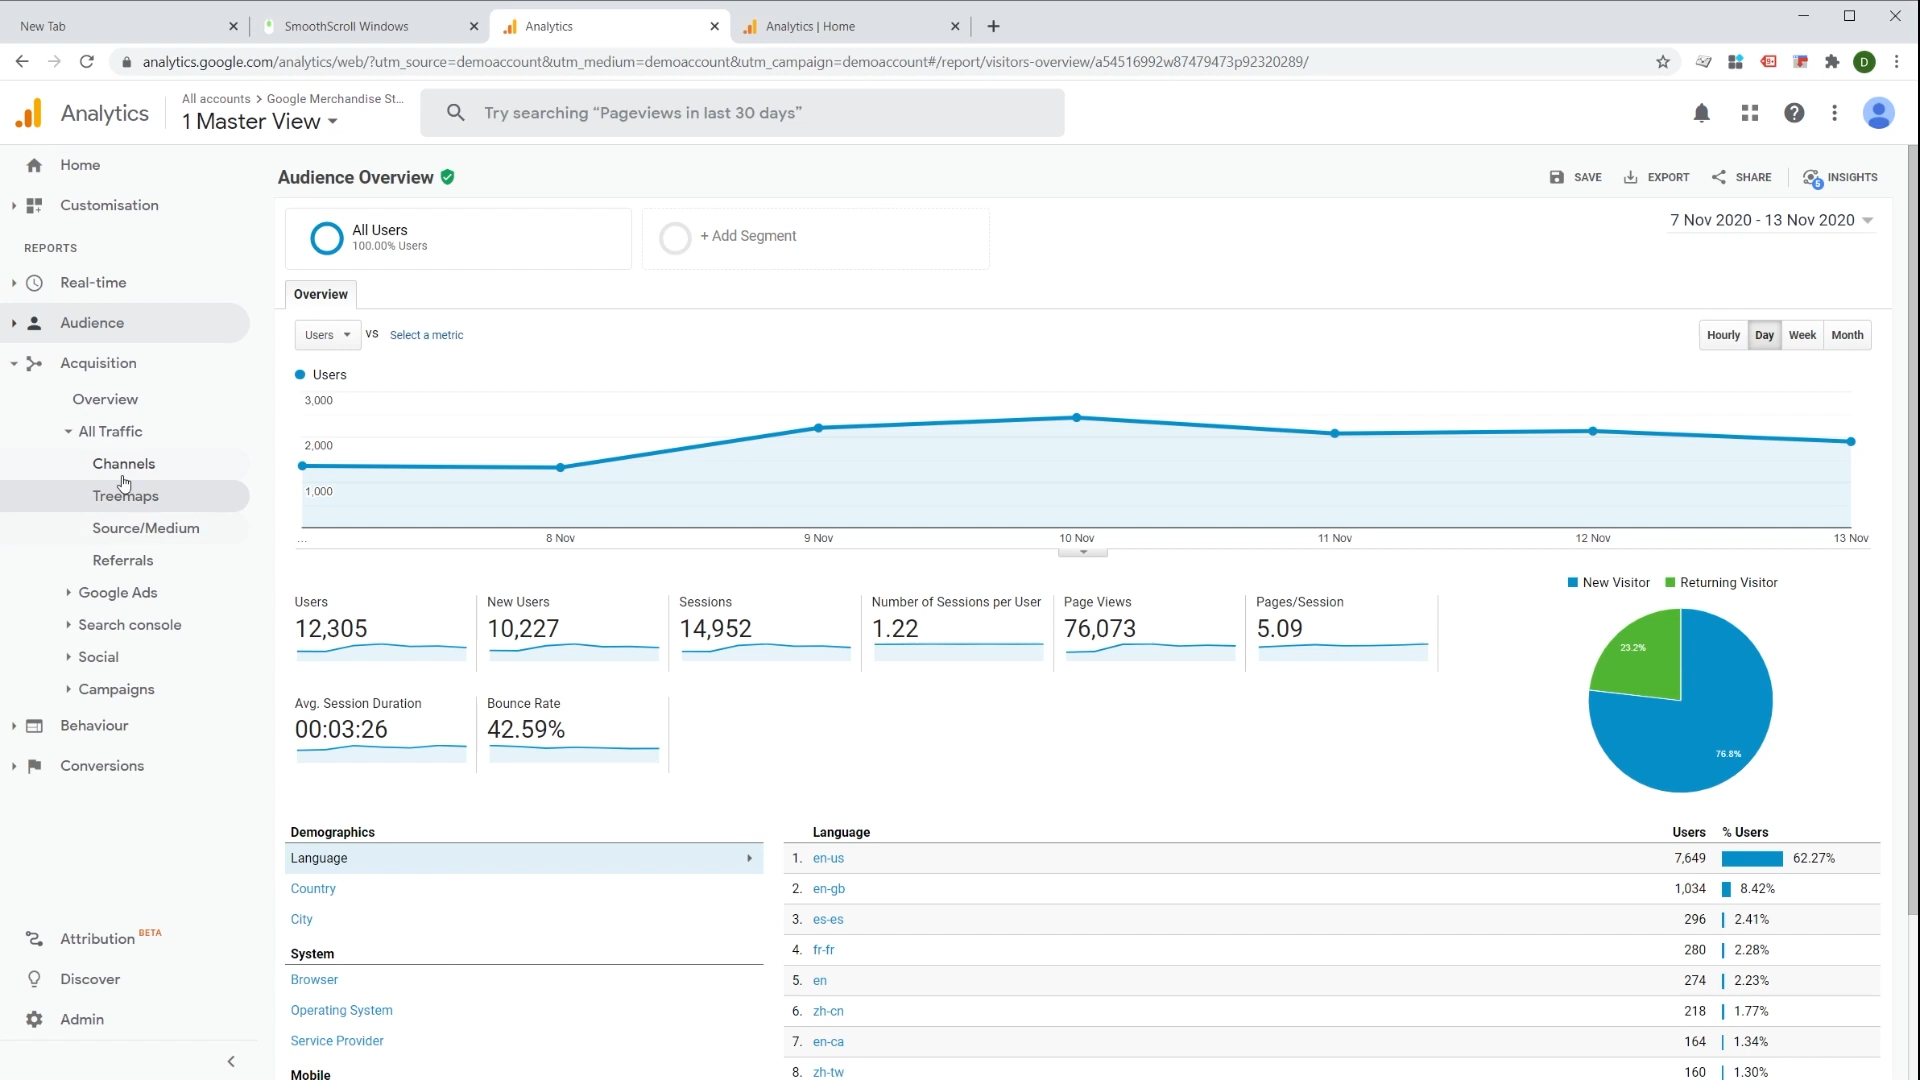 New Tab
SmoothScroll Windows
Analytics
Analytics | Home
analytics.google.com/analytics/web/?utm_source=demoaccount&utm_medium=demoaccount&utm_campaign=demoaccount#/report/visitors-overview/a54516992w87479473p92320289/
D
Analytics
All accounts > Google Merchandise St...
1 Master View
Try searching “Pageviews in last 30 days”
Home
Customisation
REPORTS
Real-time
Audience
Acquisition
Overview
All Traffic
Channels
Treemaps
Source/Medium
Referrals
Google Ads
Search console
Social
Campaigns
Behaviour
Conversions
Attribution BETA
Discover
Admin
Audience Overview
SAVE
EXPORT
SHARE
5
INSIGHTS
All Users
100.00% Users
+ Add Segment
7 Nov 2020 - 13 Nov 2020
Overview
Users
VS
Select a metric
Hourly
Day
Week
Month
Users
3,000
2,000
1,000
...
8 Nov
9 Nov
10 Nov
11 Nov
12 Nov
13 Nov
New Visitor
Returning Visitor
23.2%
76.8%
Users
12,305
New Users
10,227
Sessions
14,952
Number of Sessions per User
1.22
Page Views
76,073
Pages/Session
5.09
Avg. Session Duration
00:03:26
Bounce Rate
42.59%
Demographics
Language
Country
City
System
Browser
Operating System
Service Provider
Mobile
Language Users % Users
1. en-us 7,649 62.27%
2. en-gb 1,034 8.42%
3. es-es 296 2.41%
4. fr-fr 280 2.28%
5. en 274 2.23%
6. zh-cn 218 1.77%
7. en-ca 164 1.34%
8. zh-tw 160 1.30%